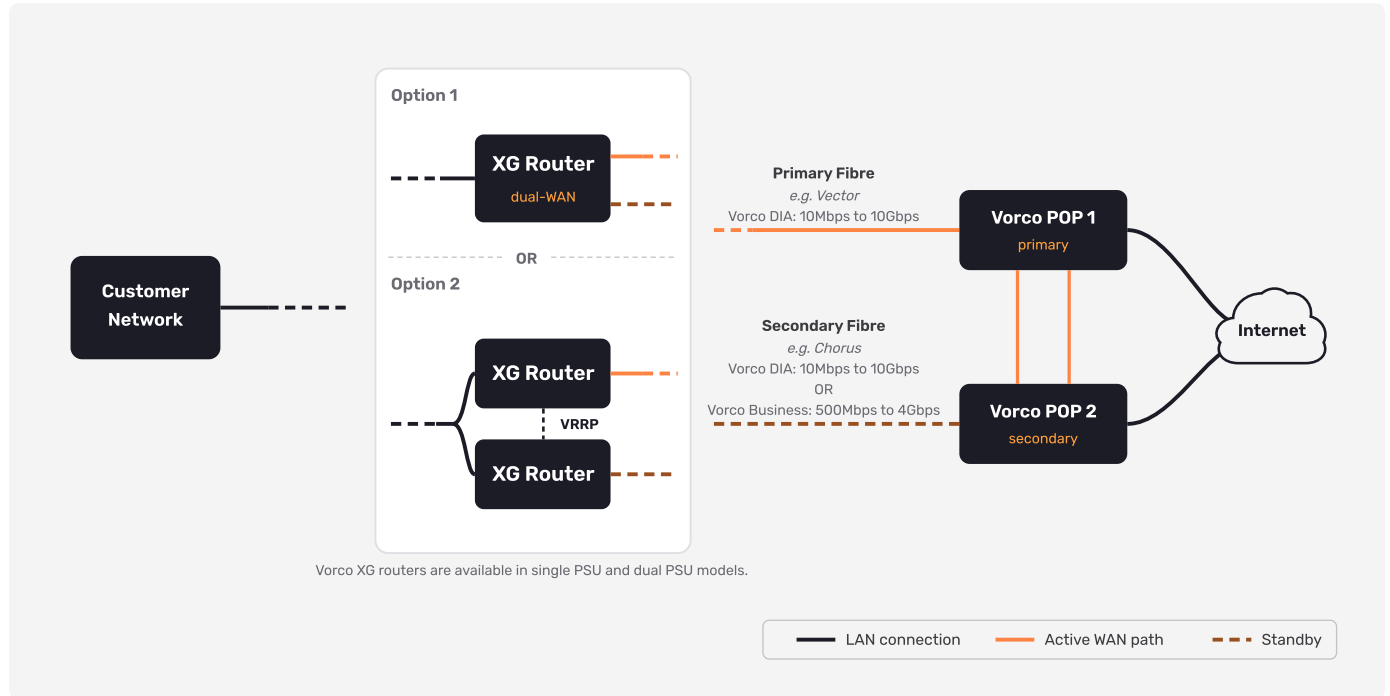 Option 1
XG Router
dual-WAN
OR
Option 2
XG Router
VRRP
XG Router
Customer
Network
Primary Fibre
e.g. Vector
Vorco DIA: 10Mbps to 10Gbps
Secondary Fibre
e.g. Chorus
Vorco DIA: 10Mbps to 10Gbps
OR
Vorco Business: 500Mbps to 4Gbps
Vorco POP 1
primary
Vorco POP 2
secondary
Internet
Vorco XG routers are available in single PSU and dual PSU models.
LAN connection
Active WAN path
Standby